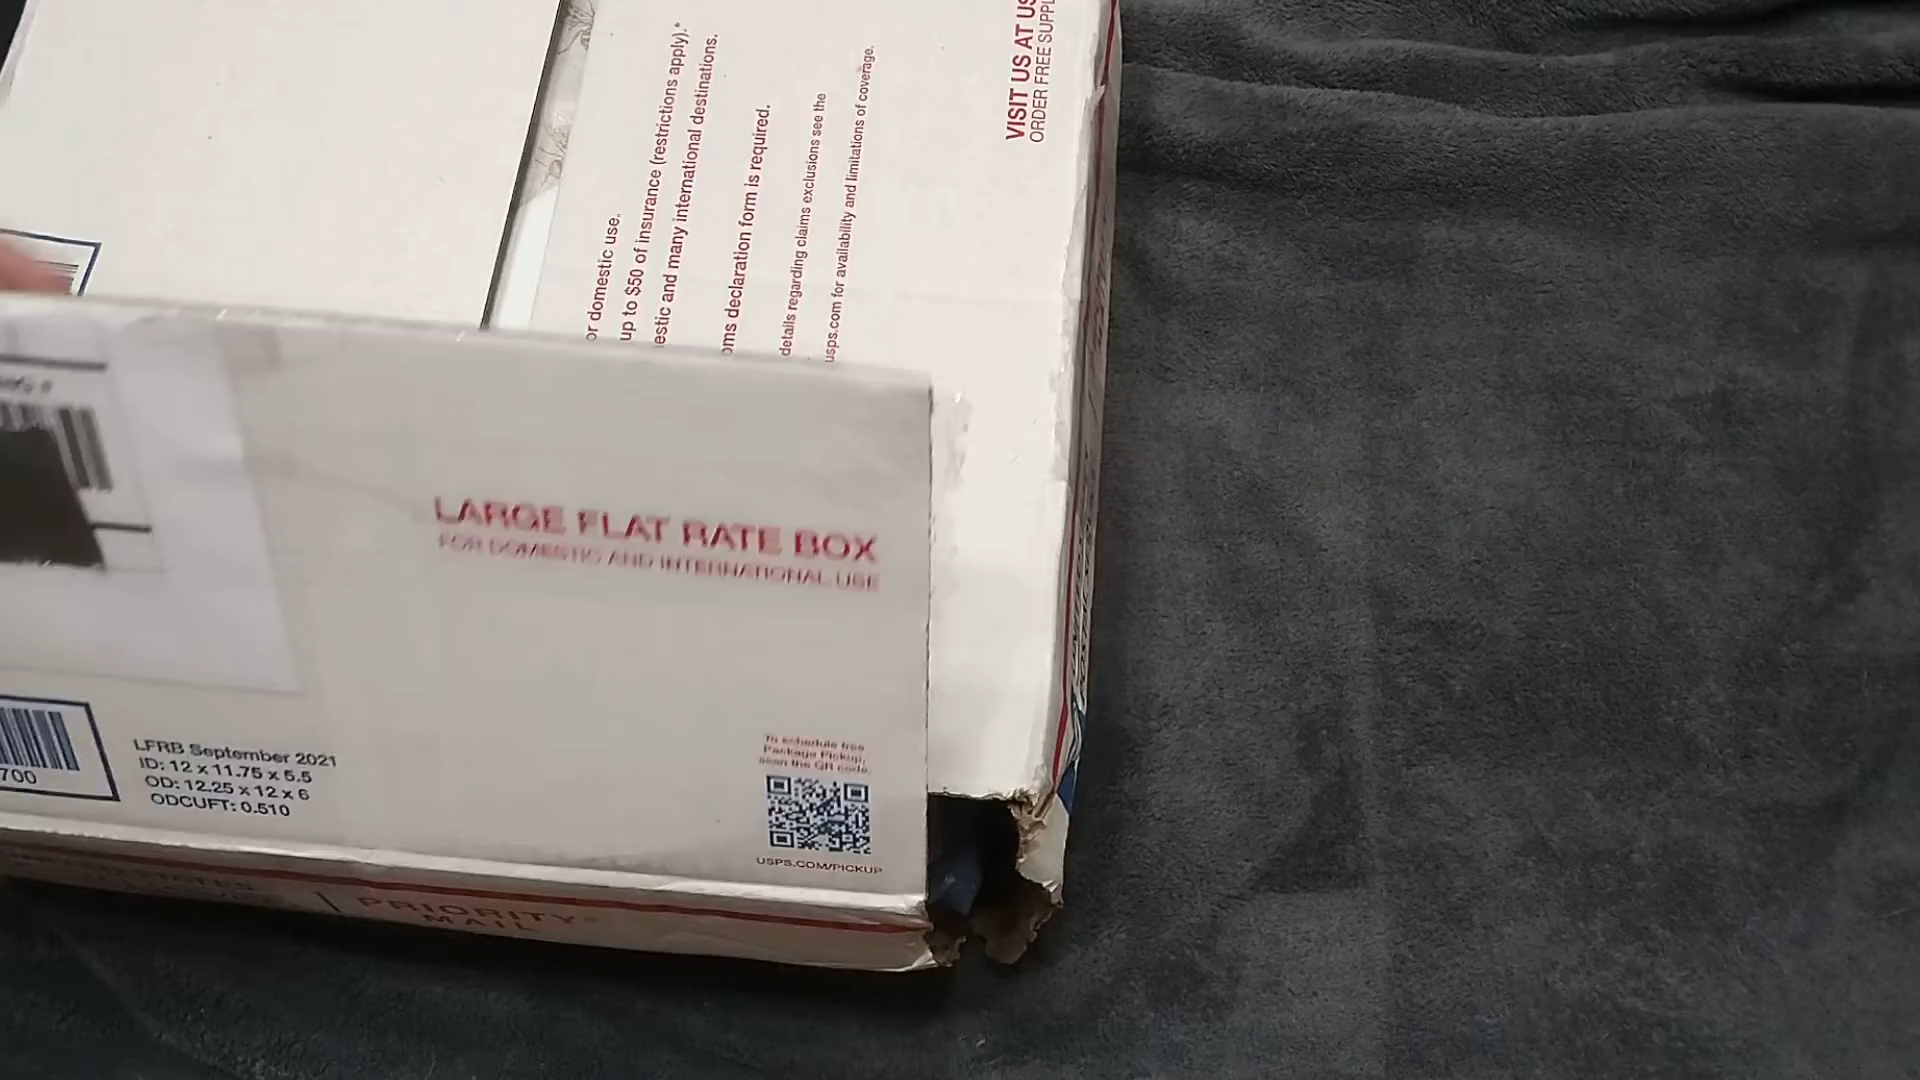 or domestic use.
up to $50 of insurance (restrictions apply).*
estic and many international destinations.
oms declaration form is required.
details regarding claims exclusions see the
usps.com for availability and limitations of coverage.
VISIT US AT US
ORDER FREE SUPPL
LARGE FLAT RATE BOX
FOR DOMESTIC AND INTERNATIONAL USE
To schedule free
Package Pickup,
scan the QR code.
USPS.COM/PICKUP
700
LFRB September 2021
ID: 12 x 11.75 x 5.5
OD: 12.25 x 12 x 6
ODCUFT: 0.510
STATES
PRIORITY
MAIL